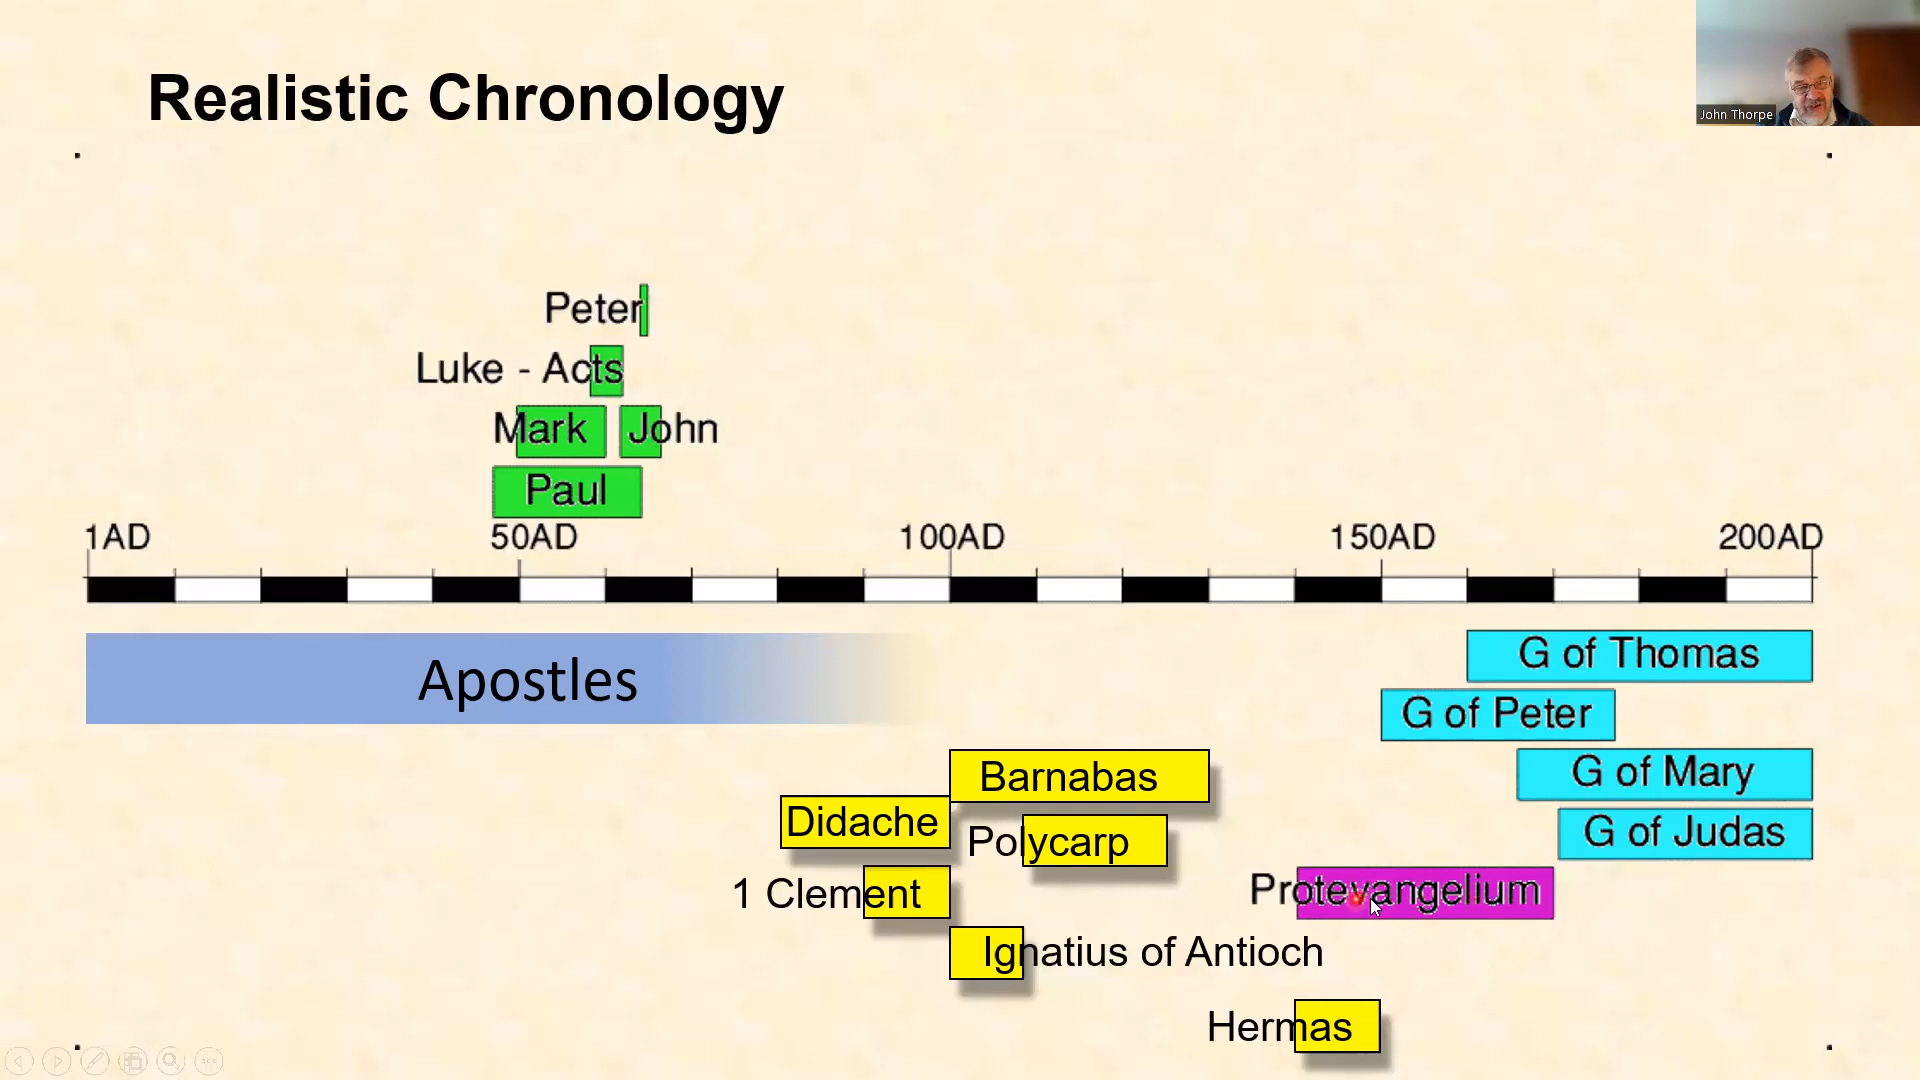 Realistic Chronology
John Thorpe
Peter
Luke - Acts
Mark
John
Paul
1AD
50AD
100AD
150AD
200AD
Apostles
G of Thomas
G of Peter
Barnabas
G of Mary
Didache
Polycarp
G of Judas
1 Clement
Protevangelium
Ignatius of Antioch
Hermas